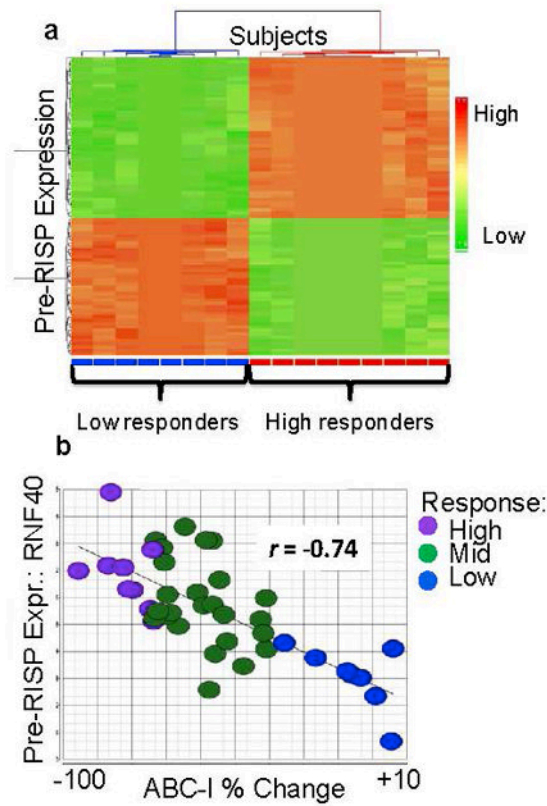 a
Subjects
Pre-RISP Expression
High
Low
Low responders
High responders
b
Pre-RISP Expr.: RNF40
r = -0.74
Response:
High
Mid
Low
-100
ABC-I % Change
+10